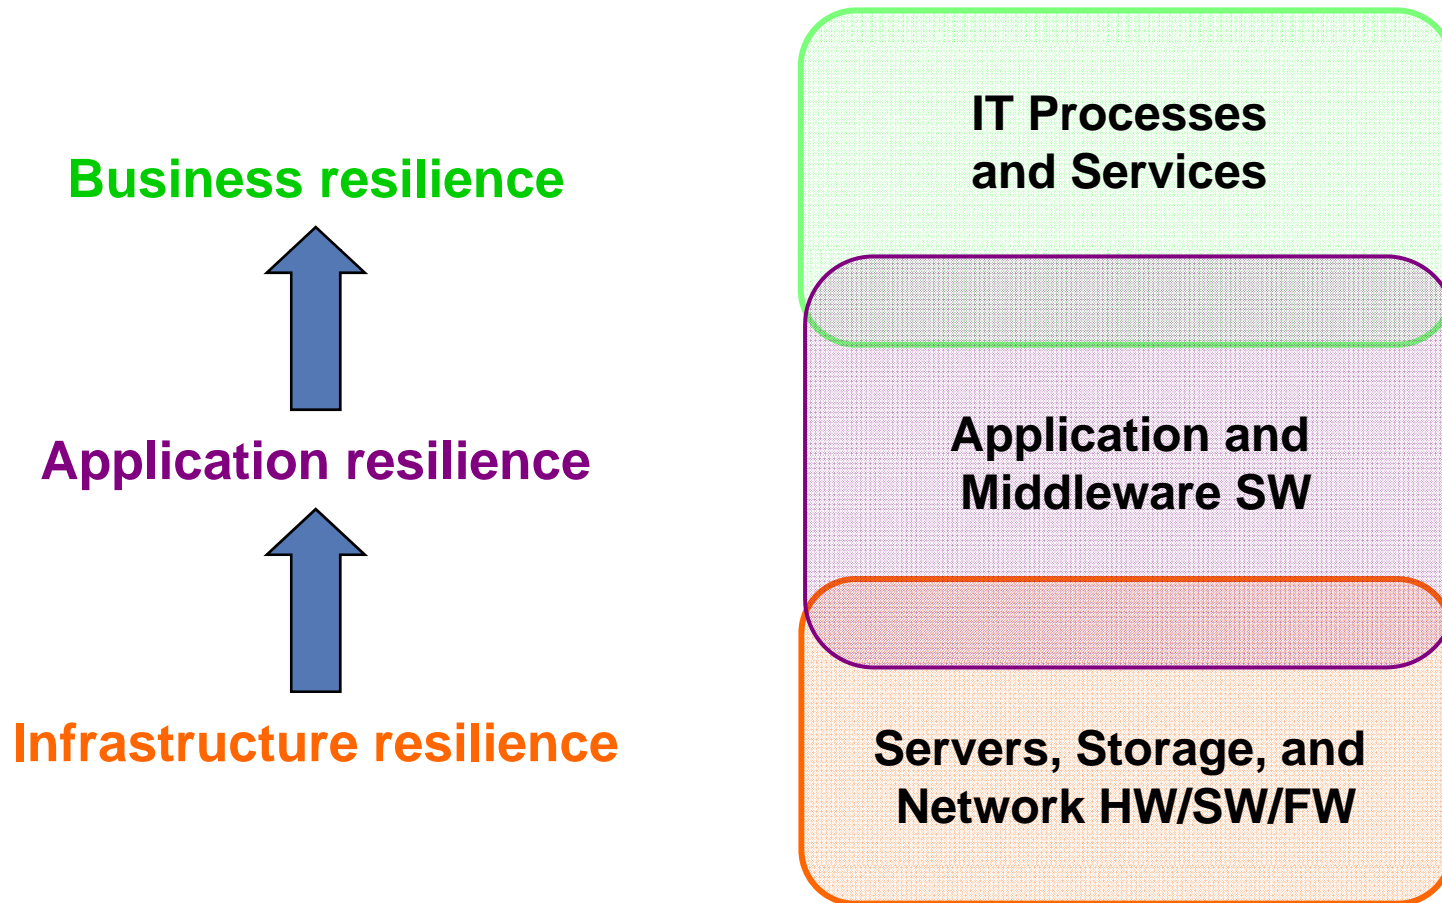 Business resilience
Application resilience
Infrastructure resilience
IT Processes
and Services
Application and
Middleware SW
Servers, Storage, and
Network HW/SW/FW